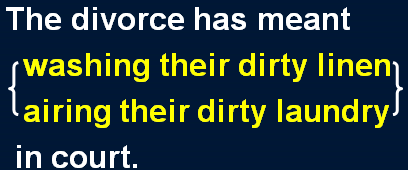 The divorce has meant
{washing their dirty linen
airing their dirty laundry}
in court.